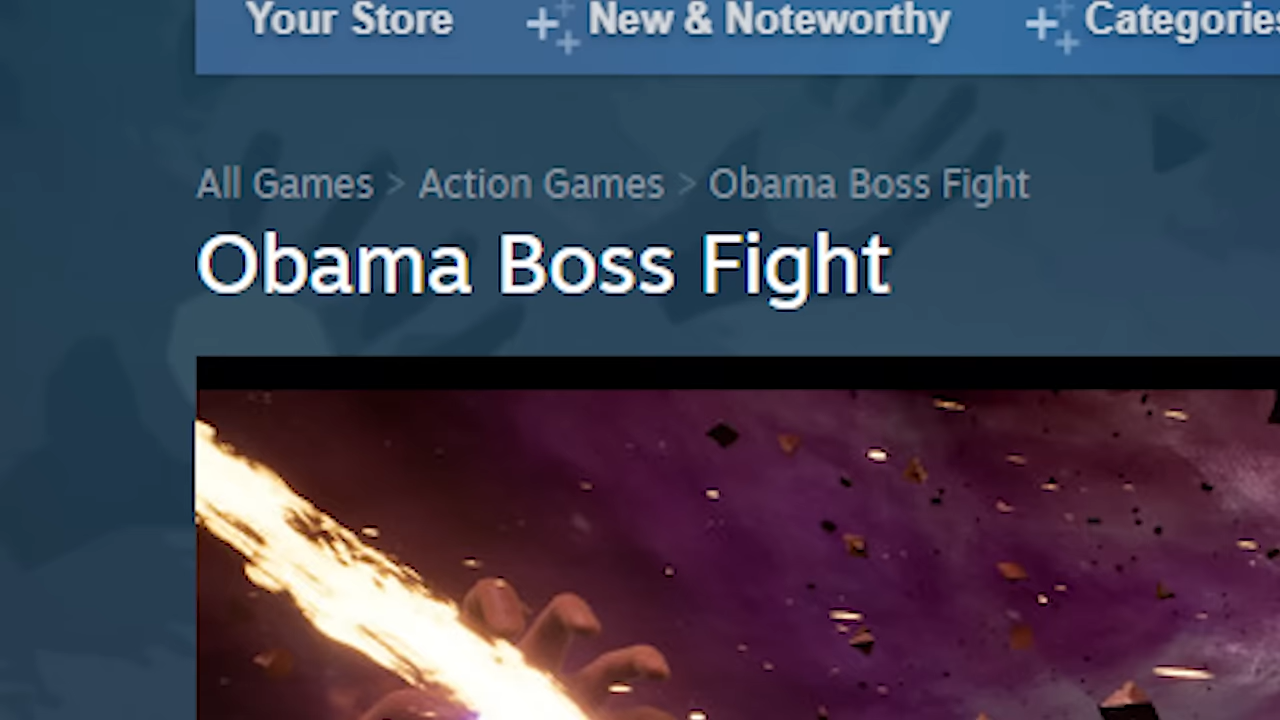 Your Store New & Noteworthy Categories
All Games > Action Games > Obama Boss Fight
Obama Boss Fight